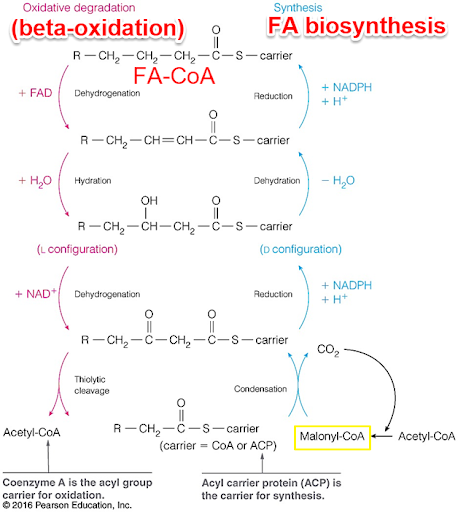 Oxidative degradation
Synthesis
(beta-oxidation)
FA biosynthesis
O
R—CH₂—CH₂—CH₂—C—S—carrier
FA-CoA
+ FAD
Dehydrogenation
Reduction
+ NADPH
+ H⁺
O
R—CH₂—CH=CH—C—S—carrier
+ H₂O
Hydration
Dehydration
− H₂O
OH
O
R—CH₂—CH—CH₂—C—S—carrier
(L configuration)
(D configuration)
+ NAD⁺
Dehydrogenation
Reduction
+ NADPH
+ H⁺
O
O
R—CH₂—C—CH₂—C—S—carrier
CO₂
Thiolytic
cleavage
Condensation
O
Acetyl-CoA
R—CH₂—C—S—carrier
(carrier = CoA or ACP)
Malonyl-CoA
Acetyl-CoA
Coenzyme A is the acyl group
carrier for oxidation.
Acyl carrier protein (ACP) is
the carrier for synthesis.
© 2016 Pearson Education, Inc.